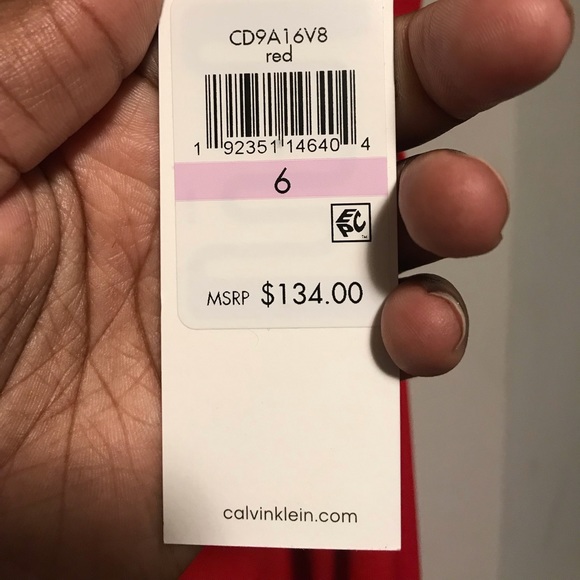 CD9A16V8
red
1 92351 14640 4
6
EPC
MSRP $134.00
calvinklein.com